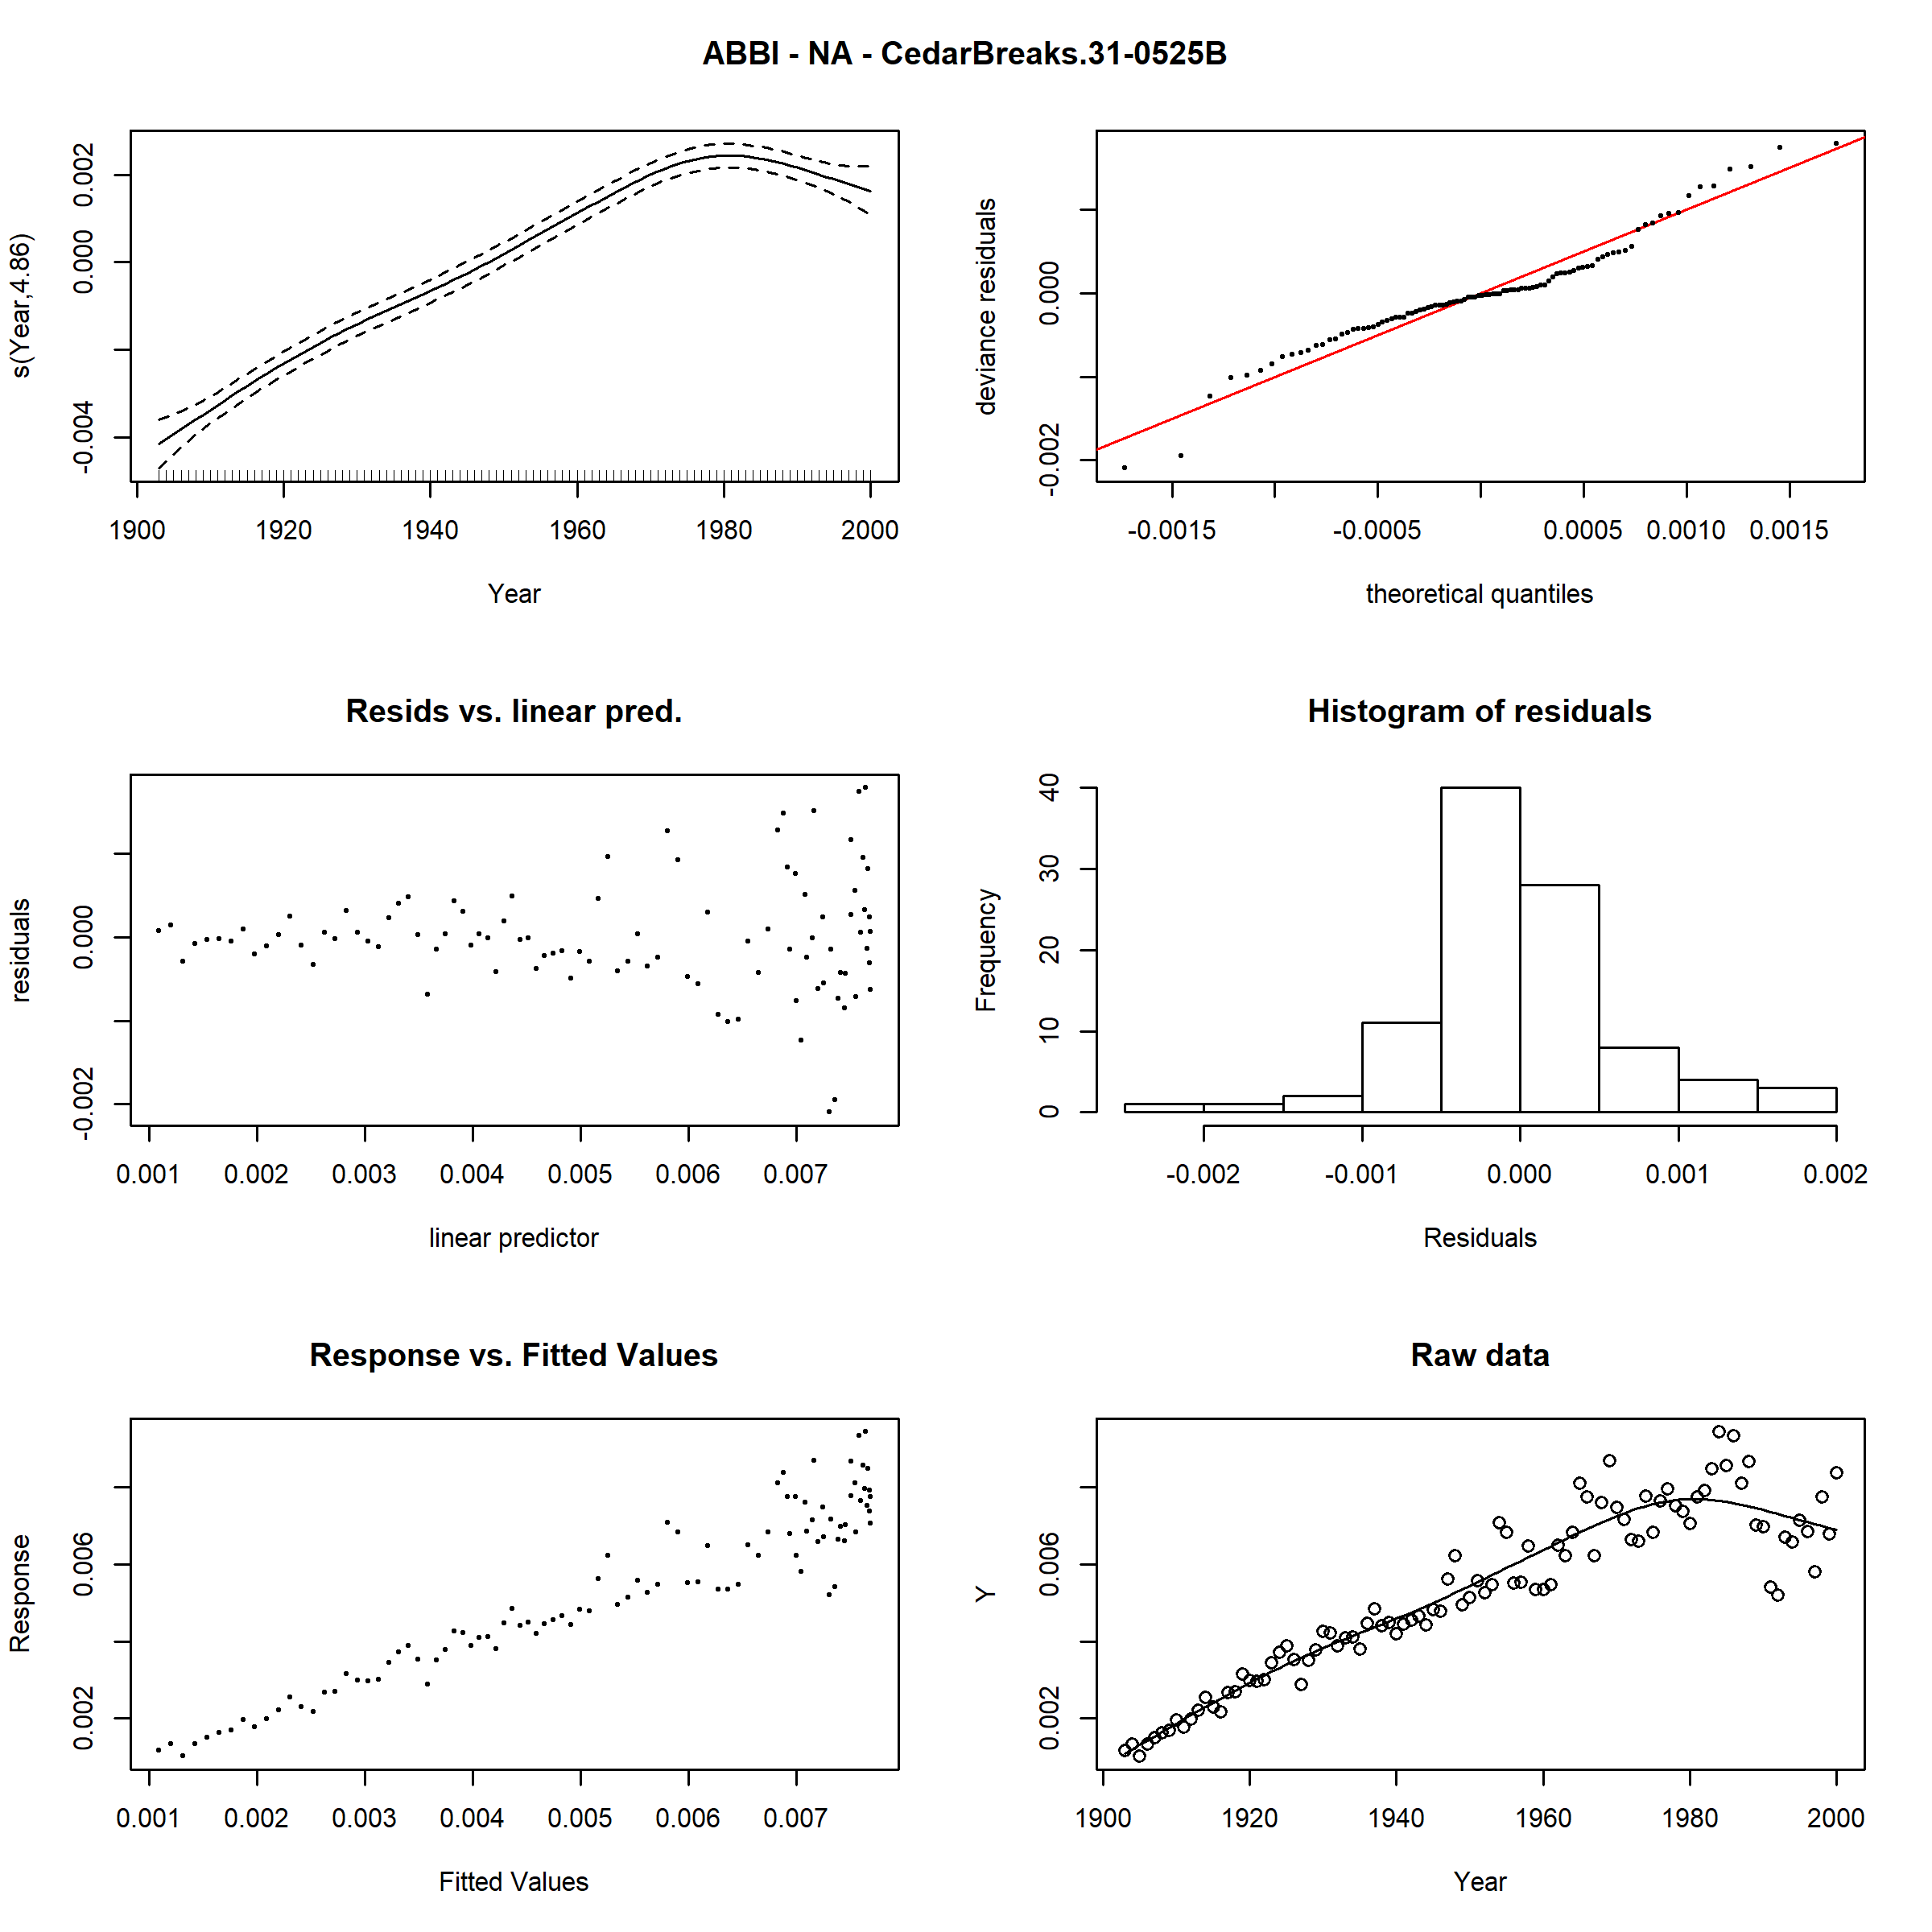 ABBI - NA - CedarBreaks.31-0525B
s(Year,4.86)
-0.004 0.000 0.002
1900 1920 1940 1960 1980 2000
Year
deviance residuals
-0.002 0.000
-0.0015 -0.0005 0.0005 0.0010 0.0015
theoretical quantiles
Resids vs. linear pred.
residuals
-0.002 0.000
0.001 0.002 0.003 0.004 0.005 0.006 0.007
linear predictor
Histogram of residuals
Frequency
0 10 20 30 40
-0.002 -0.001 0.000 0.001 0.002
Residuals
Response vs. Fitted Values
Response
0.002 0.006
0.001 0.002 0.003 0.004 0.005 0.006 0.007
Fitted Values
Raw data
Y
0.002 0.006
1900 1920 1940 1960 1980 2000
Year